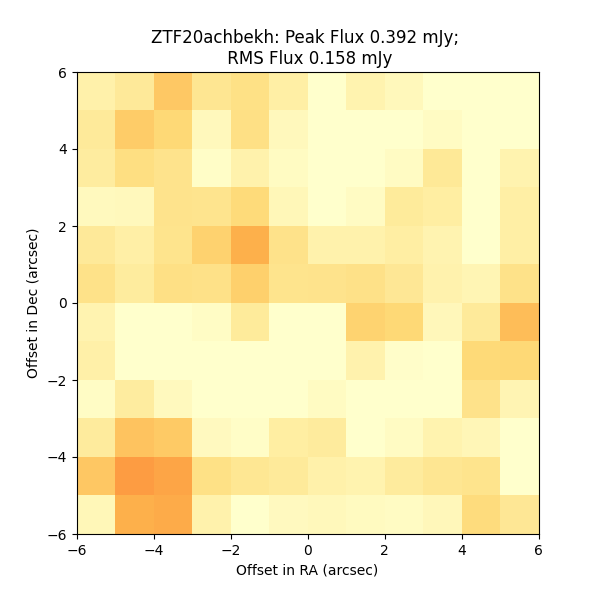 ZTF20achbekh: Peak Flux 0.392 mJy;
RMS Flux 0.158 mJy
6
4
2
0
−2
−4
−6
Offset in Dec (arcsec)
−6 −4 −2 0 2 4 6
Offset in RA (arcsec)